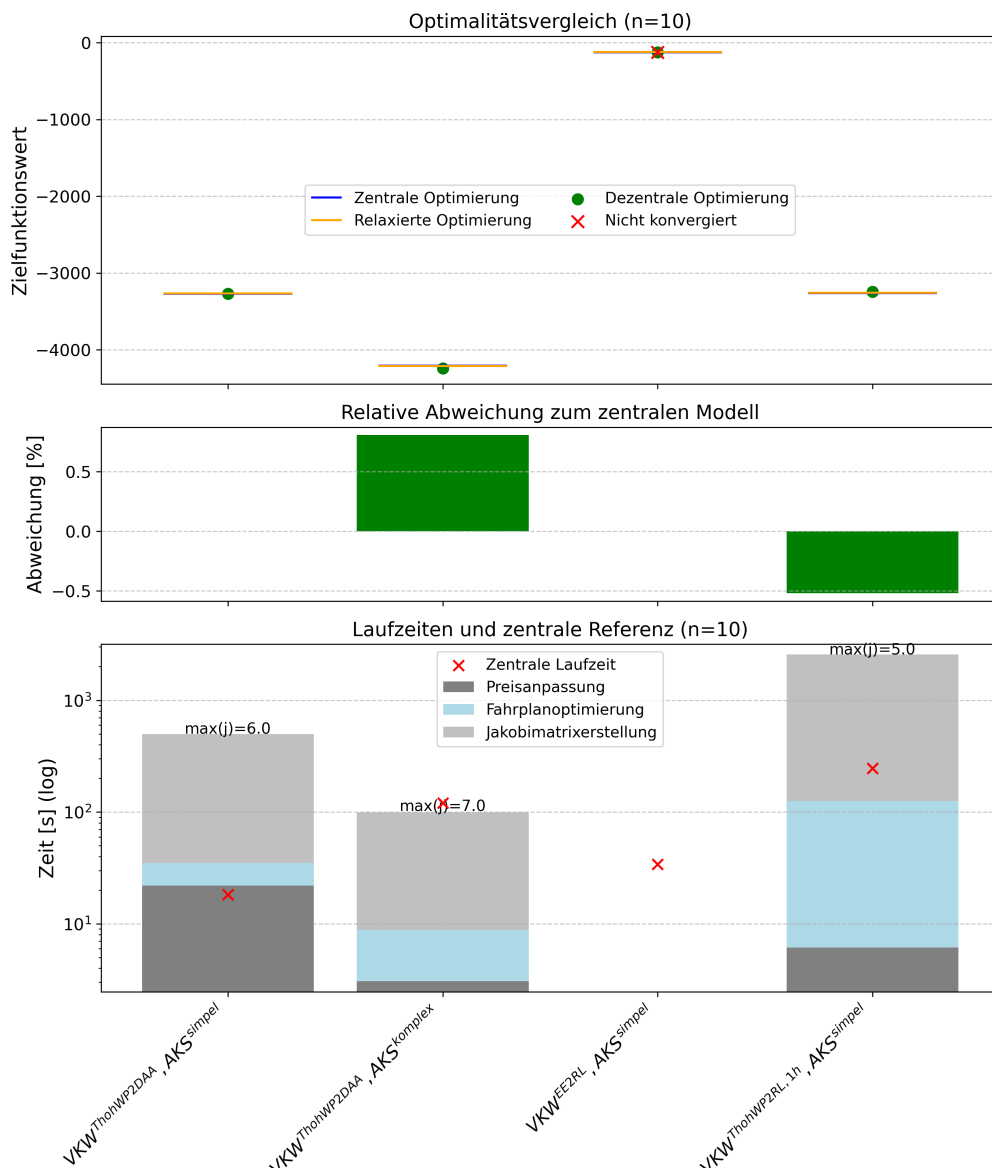 Optimalitätsvergleich (n=10)
Zielfunktionswert
0
−1000
−2000
−3000
−4000
Zentrale Optimierung
Relaxierte Optimierung
Dezentrale Optimierung
Nicht konvergiert
Relative Abweichung zum zentralen Modell
Abweichung [%]
0.5
0.0
−0.5
Laufzeiten und zentrale Referenz (n=10)
Zeit [s] (log)
10³
10²
10¹
Zentrale Laufzeit
Preisanpassung
Fahrplanoptimierung
Jakobimatrixerstellung
max(j)=6.0
max(j)=7.0
max(j)=5.0
VKW^ThohWP2DAA, AKS^simpel
VKW^ThohWP2DAA, AKS^komplex
VKW^EE2RL, AKS^simpel
VKW^ThohWP2RL, 1h, AKS^simpel